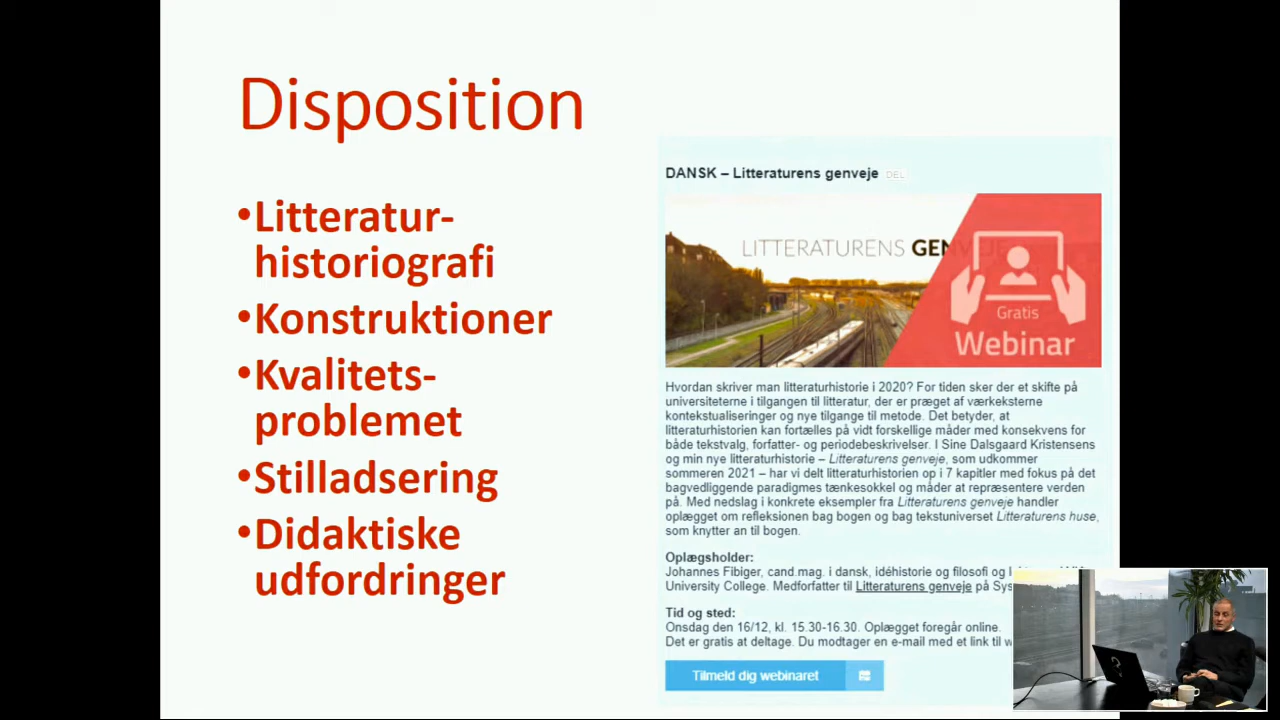 Disposition
•Litteratur-
historiografi
•Konstruktioner
•Kvalitets-
problemet
•Stilladsering
•Didaktiske
udfordringer
DANSK – Litteraturens genveje DEL
LITTERATURENS GENVEJE
Gratis
Webinar
Hvordan skriver man litteraturhistorie i 2020? For tiden sker der et skifte på
universiteterne i tilgangen til litteratur, der er præget af værkeksterne
kontekstualiseringer og nye tilgange til metode. Det betyder, at
litteraturhistorien kan fortælles på vidt forskellige måder med konsekvens for
både tekstvalg, forfatter- og periodebeskrivelser. I Sine Dalsgaard Kristensens
og min nye litteraturhistorie – Litteraturens genveje, som udkommer
sommeren 2021 – har vi delt litteraturhistorien op i 7 kapitler med fokus på det
bagvedliggende paradigmes tænkesokkel og måder at repræsentere verden
på. Med nedslag i konkrete eksempler fra Litteraturens genveje handler
oplægget om refleksionen bag bogen og bag tekstuniverset Litteraturens huse,
som knytter an til bogen.
Oplægsholder:
Johannes Fibiger, cand.mag. i dansk, idéhistorie og filosofi og
University College. Medforfatter til Litteraturens genveje på
Tid og sted:
Onsdag den 16/12, kl. 15.30-16.30. Oplægget foregår online.
Det er gratis at deltage. Du modtager en e-mail med et link til
Tilmeld dig webinaret